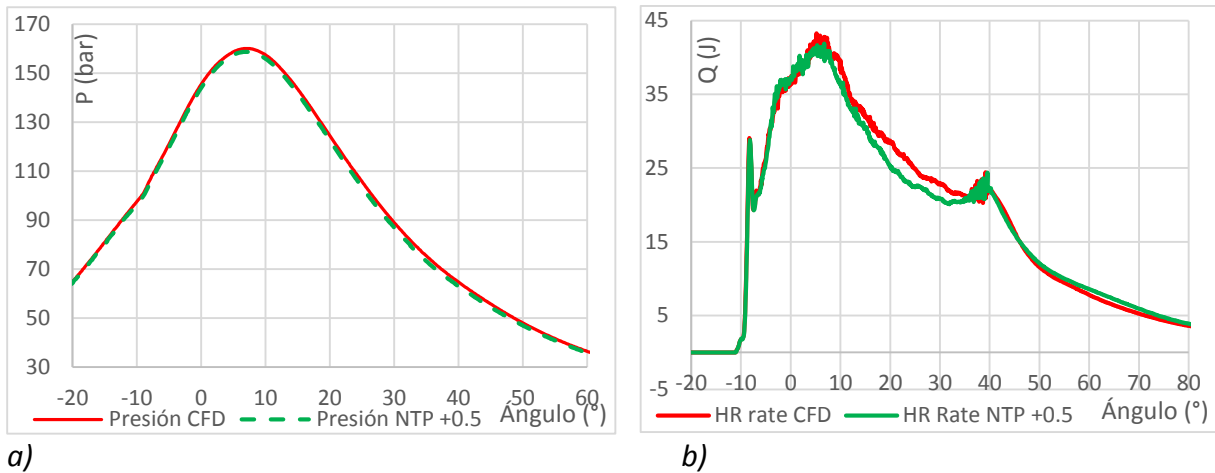 170
150
130
110
90
70
50
30
P (bar)
-20 -10 0 10 20 30 40 50 60
Presión CFD Presión NTP +0.5 Ángulo (°)
a)
45
35
25
15
5
-5
Q (J)
-20 -10 0 10 20 30 40 50 60 70 80
HR rate CFD HR Rate NTP +0.5 Ángulo (°)
b)